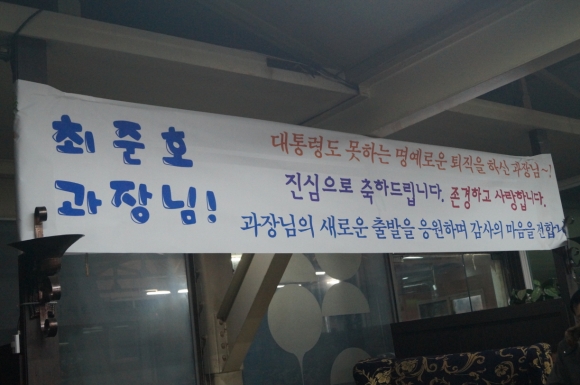 최준호
과장님!
대통령도 못하는 명예로운 퇴직을 하신 과장님~!
진심으로 축하드립니다. 존경하고 사랑합니다.
과장님의 새로운 출발을 응원하며 감사의 마음을